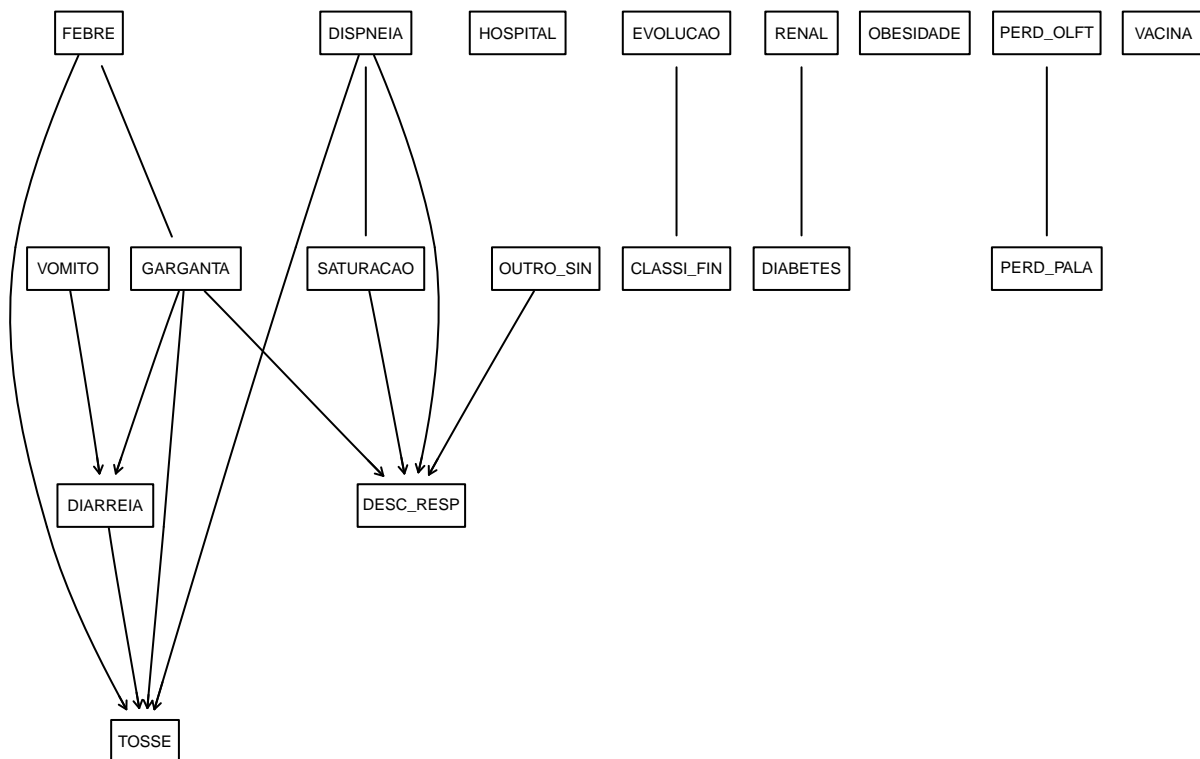 FEBRE
DISPNEIA
HOSPITAL
EVOLUCAO
RENAL
OBESIDADE
PERD_OLFT
VACINA
VOMITO
GARGANTA
SATURACAO
OUTRO_SIN
CLASSI_FIN
DIABETES
PERD_PALA
DIARREIA
DESC_RESP
TOSSE